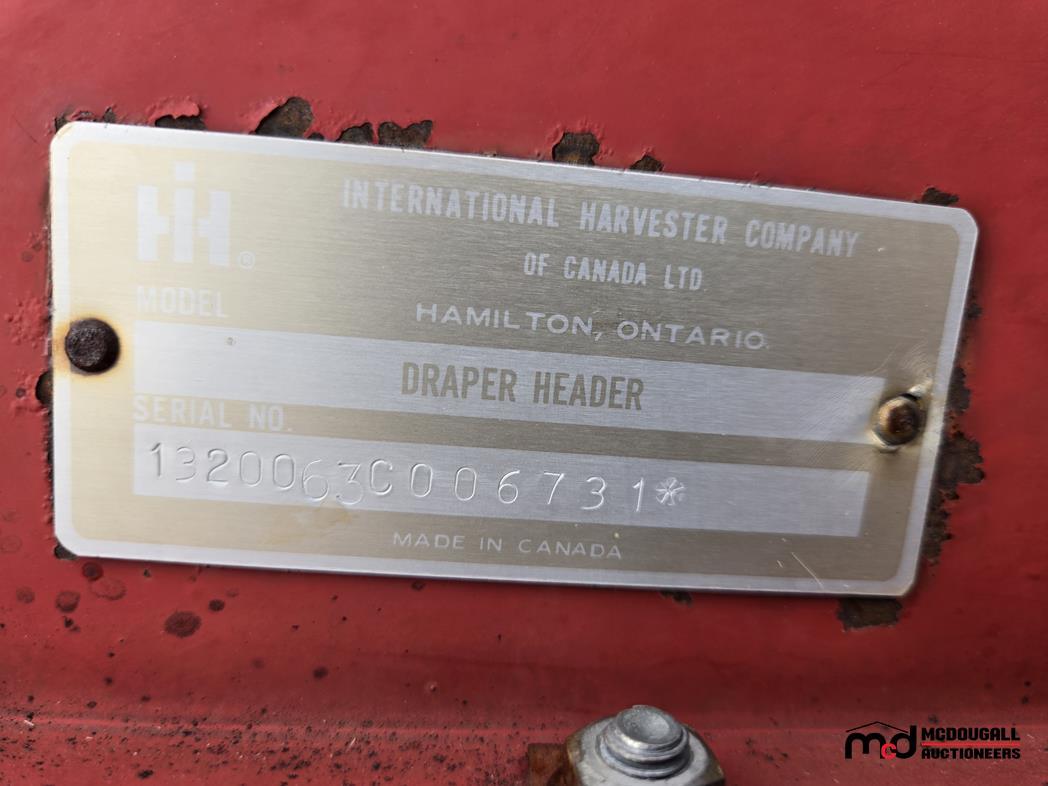 IH®
INTERNATIONAL HARVESTER COMPANY
OF CANADA LTD.
HAMILTON, ONTARIO.
MODEL
DRAPER HEADER
SERIAL NO.
1320063C006731*
MADE IN CANADA
mcd MCDOUGALL
AUCTIONEERS